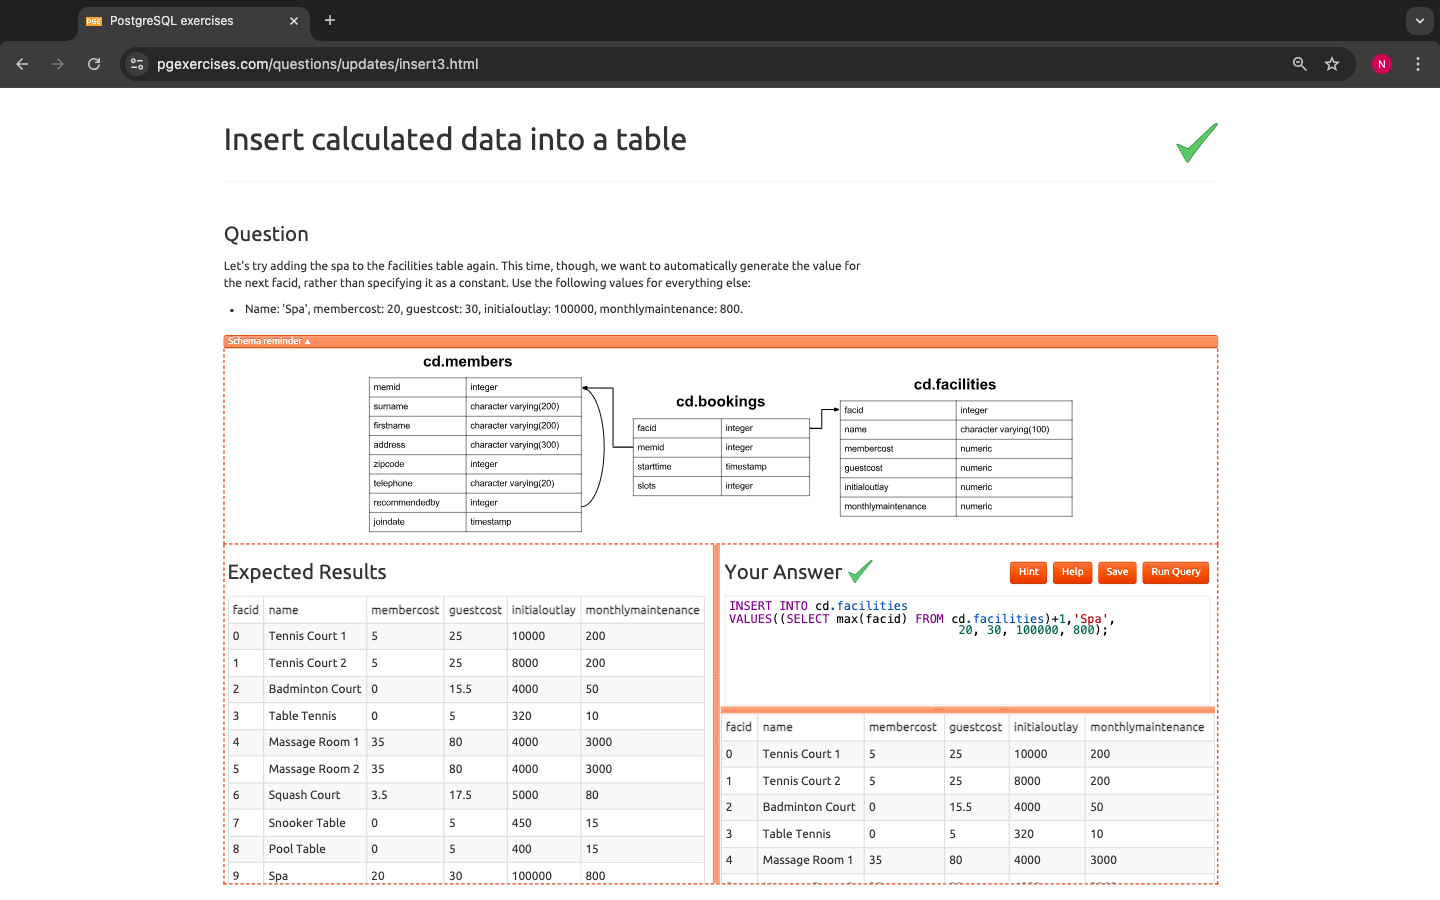 PGE PostgreSQL exercises
pgexercises.com/questions/updates/insert3.html
N
Insert calculated data into a table
Question
Let's try adding the spa to the facilities table again. This time, though, we want to automatically generate the value for
the next facid, rather than specifying it as a constant. Use the following values for everything else:
• Name: 'Spa', membercost: 20, guestcost: 30, initialoutlay: 100000, monthlymaintenance: 800.
Schema reminder
cd.members
memid integer
surname character varying(200)
firstname character varying(200)
address character varying(300)
zipcode integer
telephone character varying(20)
recommendedby integer
joindate timestamp
cd.bookings
facid integer
memid integer
starttime timestamp
slots integer
cd.facilities
facid integer
name character varying(100)
membercost numeric
guestcost numeric
initialoutlay numeric
monthlymaintenance numeric
Expected Results
facid name membercost guestcost initialoutlay monthlymaintenance
0 Tennis Court 1 5 25 10000 200
1 Tennis Court 2 5 25 8000 200
2 Badminton Court 0 15.5 4000 50
3 Table Tennis 0 5 320 10
4 Massage Room 1 35 80 4000 3000
5 Massage Room 2 35 80 4000 3000
6 Squash Court 3.5 17.5 5000 80
7 Snooker Table 0 5 450 15
8 Pool Table 0 5 400 15
9 Spa 20 30 100000 800
Your Answer
Hint Help Save Run Query
INSERT INTO cd.facilities
VALUES((SELECT max(facid) FROM cd.facilities)+1,'Spa',
20, 30, 100000, 800);
facid name membercost guestcost initialoutlay monthlymaintenance
0 Tennis Court 1 5 25 10000 200
1 Tennis Court 2 5 25 8000 200
2 Badminton Court 0 15.5 4000 50
3 Table Tennis 0 5 320 10
4 Massage Room 1 35 80 4000 3000